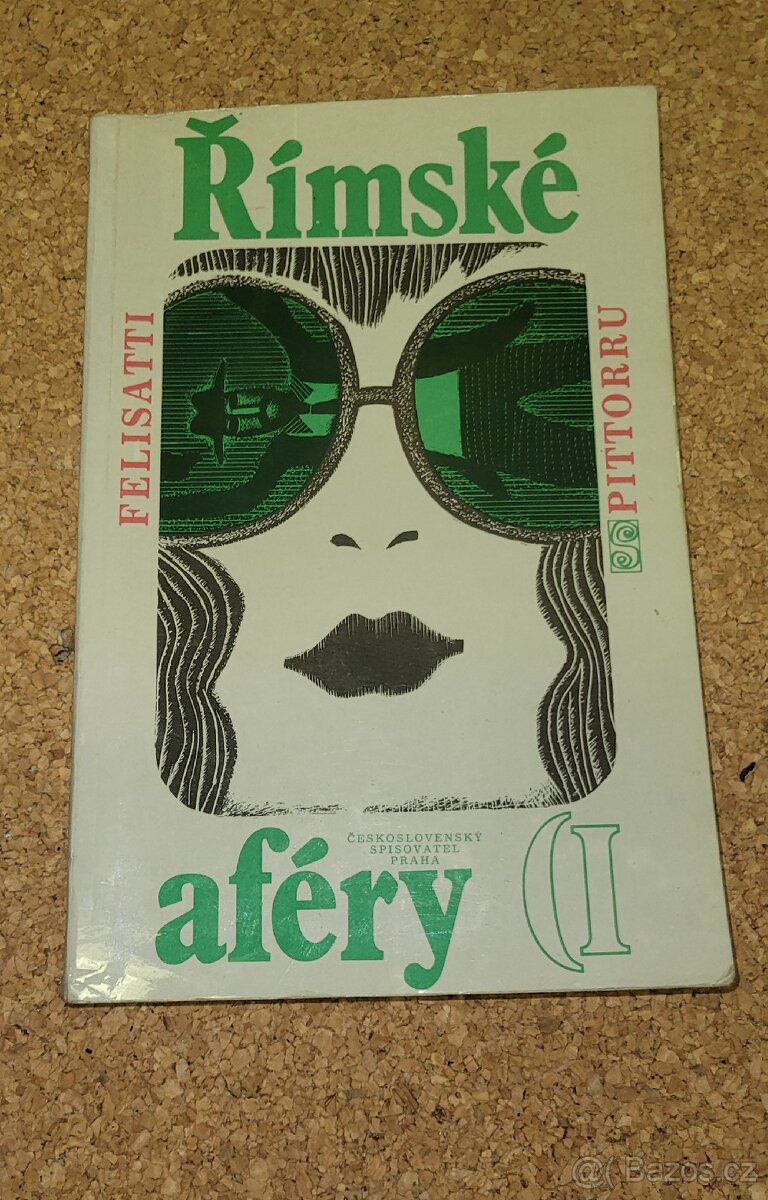 Římské
FELISATTI
PITTORRU
ČESKOSLOVENSKÝ
SPISOVATEL
PRAHA
aféry
(I
@( Bazos.cz